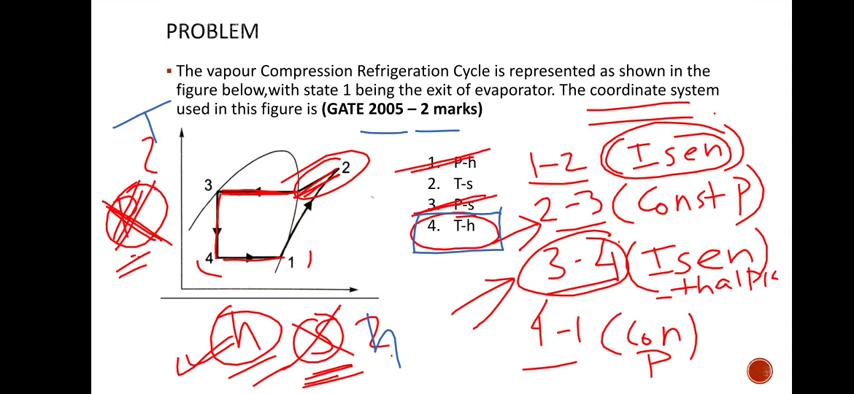 PROBLEM
▪ The vapour Compression Refrigeration Cycle is represented as shown in the
figure below,with state 1 being the exit of evaporator. The coordinate system
used in this figure is (GATE 2005 – 2 marks)
T
2
3
4
1
1. P-h
2. T-s
3. P-s
4. T-h
1-2 (Isen)
2-3 (Const P)
3-4 (Isen
thalpic
4-1 (Con
P
h
s
h